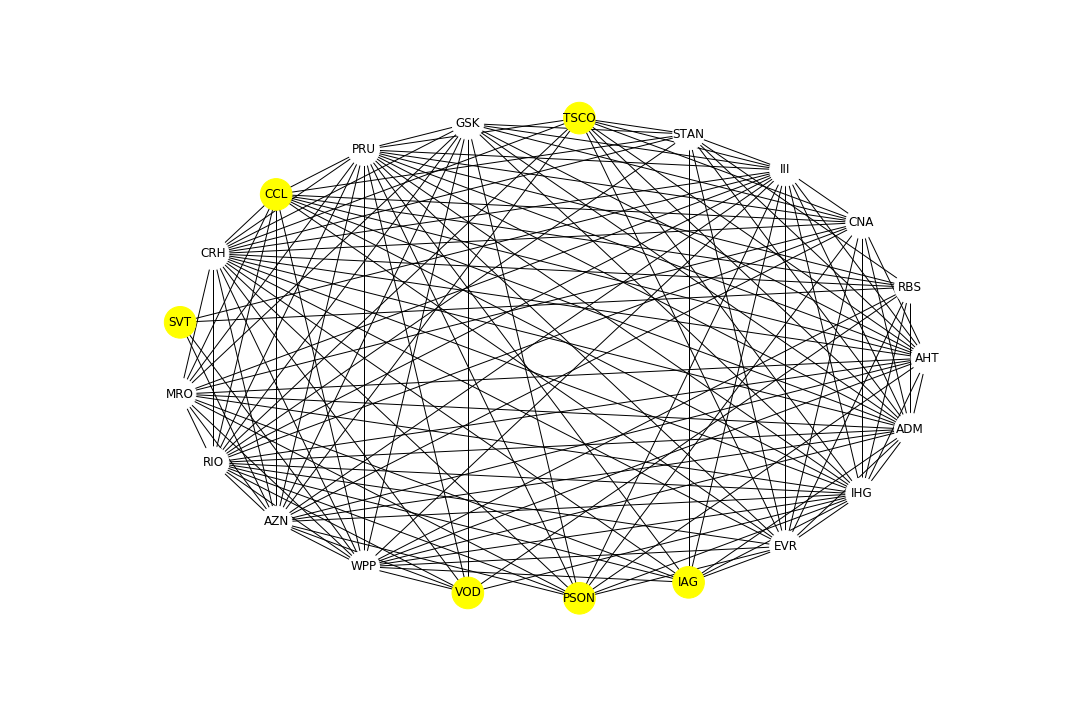 TSCO
GSK
STAN
PRU
III
CCL
CNA
CRH
RBS
SVT
AHT
MRO
ADM
RIO
IHG
AZN
EVR
WPP
IAG
VOD
PSON